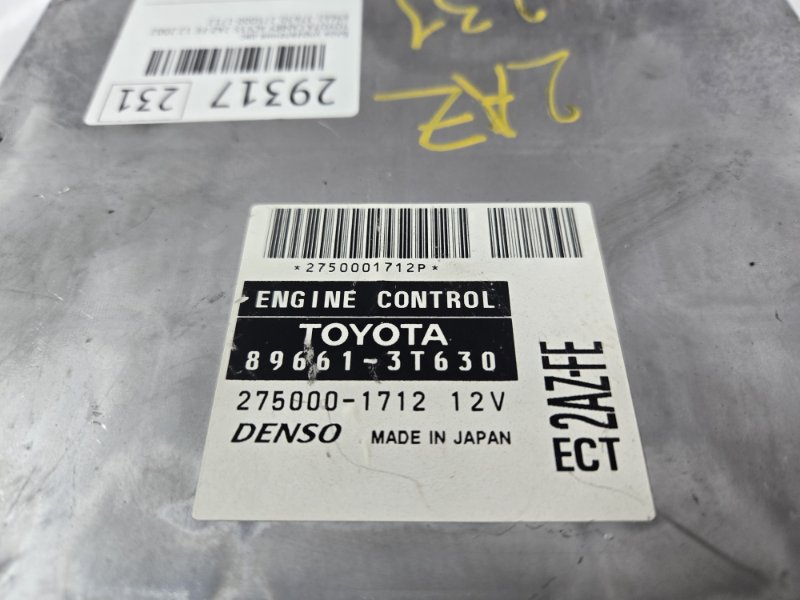 231
2AZ
29317 231
*2750001712P*
ENGINE CONTROL
TOYOTA
89661-3T630
275000-1712 12V
DENSO MADE IN JAPAN
2AZ-FE
ECT